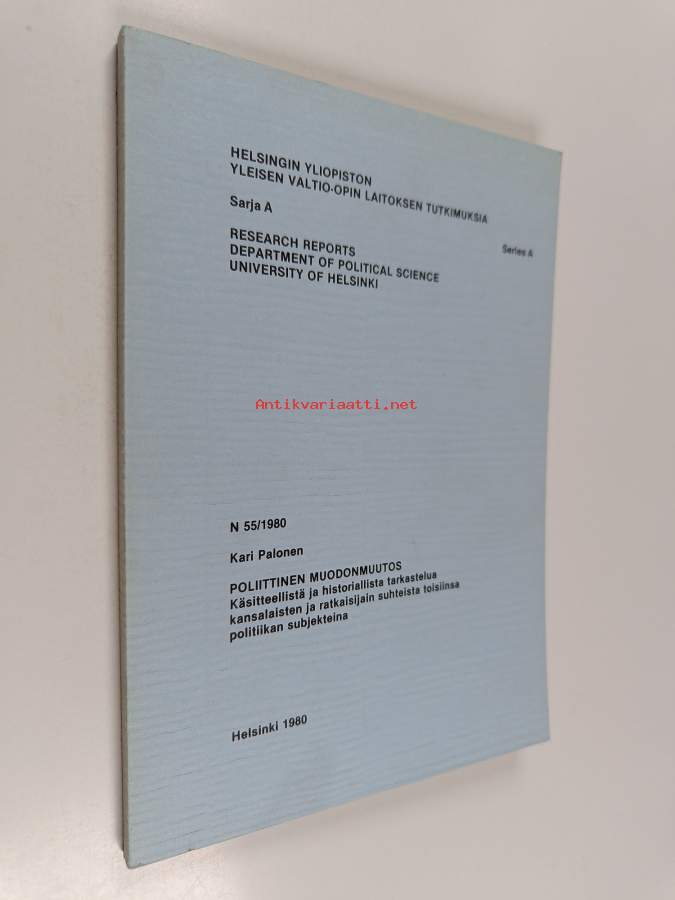 HELSINGIN YLIOPISTON
YLEISEN VALTIO-OPIN LAITOKSEN TUTKIMUKSIA
Sarja A
Series A
RESEARCH REPORTS
DEPARTMENT OF POLITICAL SCIENCE
UNIVERSITY OF HELSINKI
Antikvariaatti.net
N 55/1980
Kari Palonen
POLIITTINEN MUODONMUUTOS
Käsitteellistä ja historiallista tarkastelua
kansalaisten ja ratkaisijain suhteista toisiinsa
politiikan subjekteina
Helsinki 1980